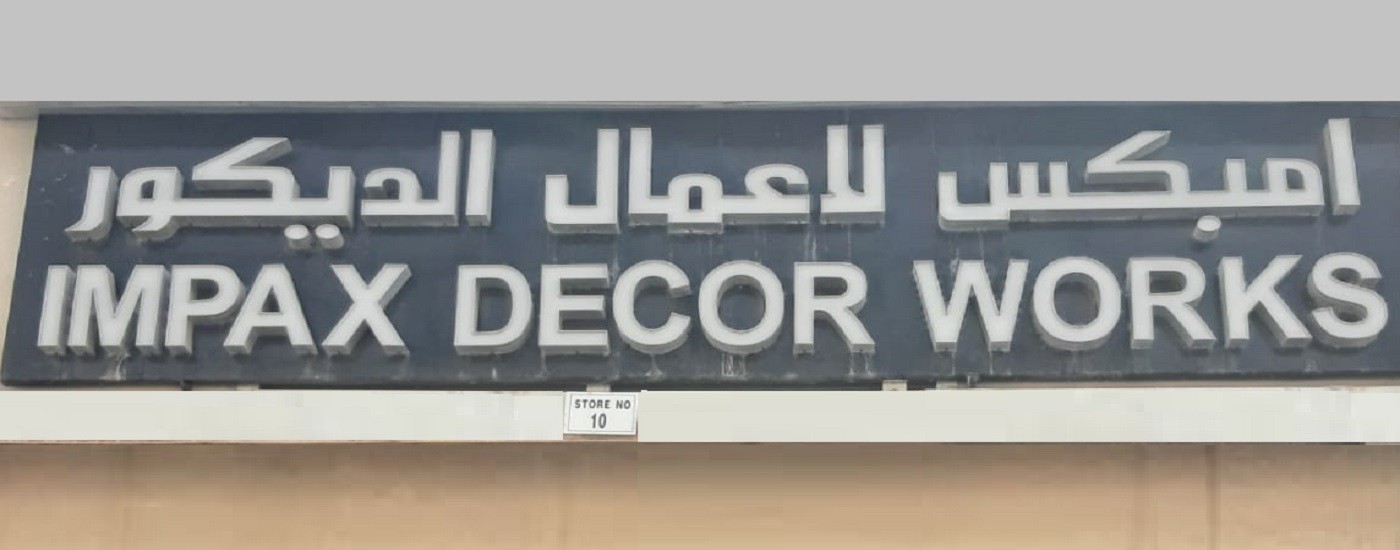 امبكس لاعمال الديكور
IMPAX DECOR WORKS
STORE NO
10